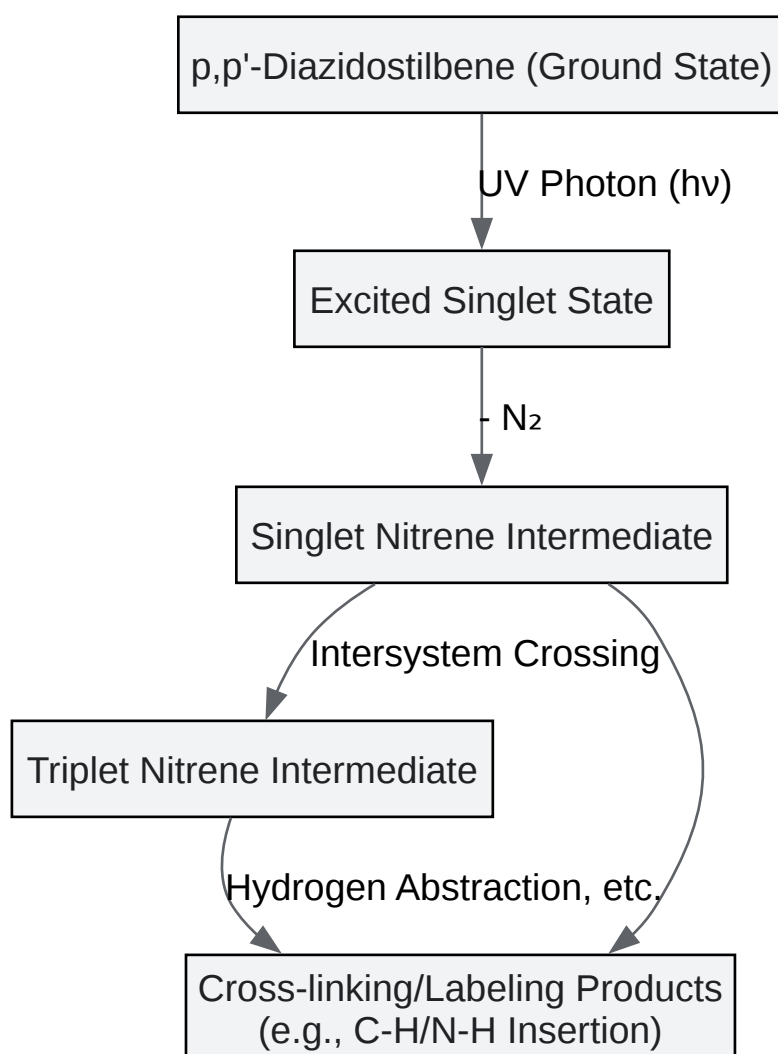 p,p'-Diazidostilbene (Ground State)
UV Photon (hν)
Excited Singlet State
- N₂
Singlet Nitrene Intermediate
Intersystem Crossing
Triplet Nitrene Intermediate
Hydrogen Abstraction, etc.
Cross-linking/Labeling Products
(e.g., C-H/N-H Insertion)